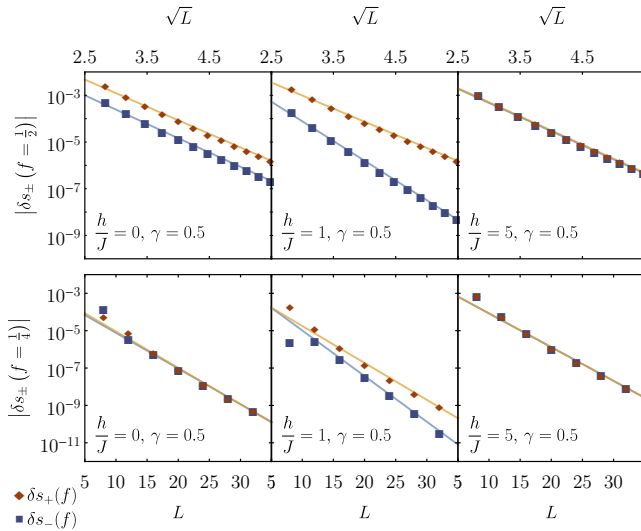 √L √L √L
2.5 3.5 4.5 2.5 3.5 4.5 2.5 3.5 4.5
10⁻³
10⁻⁵
10⁻⁷
10⁻⁹
|δs±(f = 1/2)|
h/J = 0, γ = 0.5 h/J = 1, γ = 0.5 h/J = 5, γ = 0.5
10⁻³
10⁻⁵
10⁻⁷
10⁻⁹
10⁻¹¹
|δs±(f = 1/4)|
h/J = 0, γ = 0.5 h/J = 1, γ = 0.5 h/J = 5, γ = 0.5
5 10 15 20 25 30 5 10 15 20 25 30 5 10 15 20 25 30
L L L
δs₊(f)
δs₋(f)